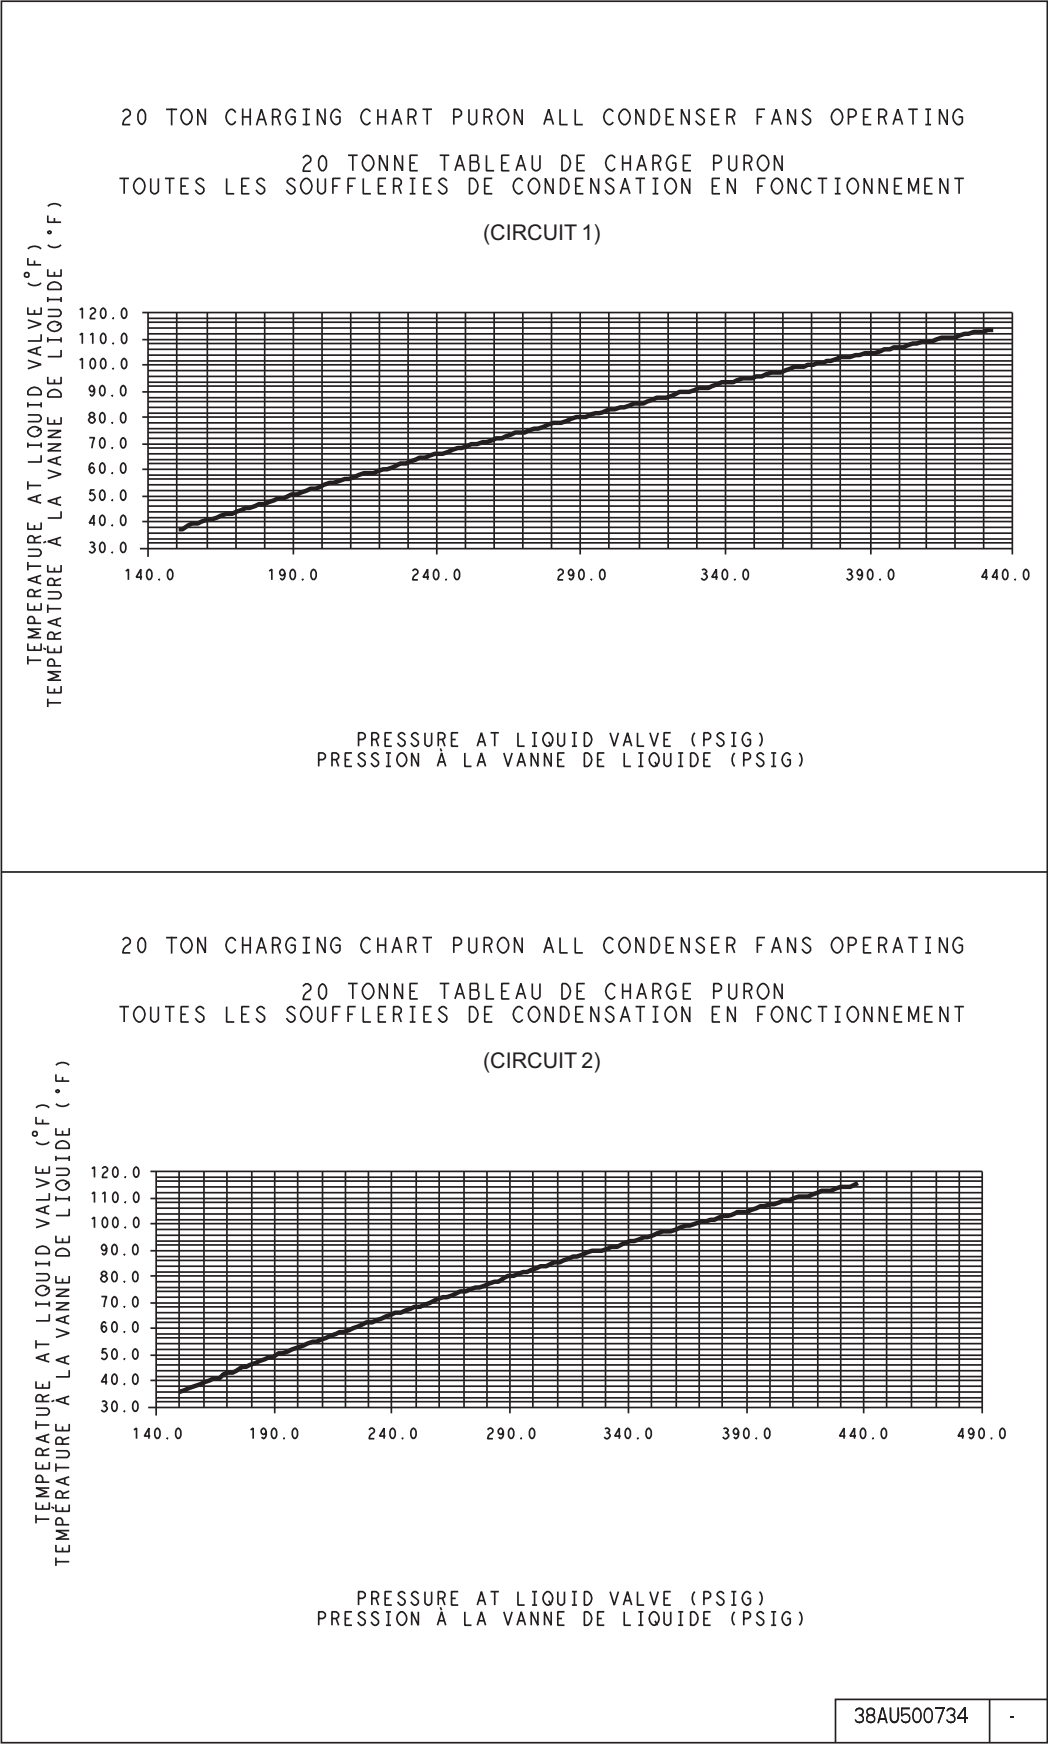 20 TON CHARGING CHART PURON ALL CONDENSER FANS OPERATING
20 TONNE TABLEAU DE CHARGE PURON
TOUTES LES SOUFFLERIES DE CONDENSATION EN FONCTIONNEMENT
(CIRCUIT 1)
TEMPERATURE AT LIQUID VALVE (°F)
TEMPÉRATURE À LA VANNE DE LIQUIDE (°F)
120.0
110.0
100.0
90.0
80.0
70.0
60.0
50.0
40.0
30.0
140.0 190.0 240.0 290.0 340.0 390.0 440.0
PRESSURE AT LIQUID VALVE (PSIG)
PRESSION À LA VANNE DE LIQUIDE (PSIG)
20 TON CHARGING CHART PURON ALL CONDENSER FANS OPERATING
20 TONNE TABLEAU DE CHARGE PURON
TOUTES LES SOUFFLERIES DE CONDENSATION EN FONCTIONNEMENT
(CIRCUIT 2)
TEMPERATURE AT LIQUID VALVE (°F)
TEMPÉRATURE À LA VANNE DE LIQUIDE (°F)
120.0
110.0
100.0
90.0
80.0
70.0
60.0
50.0
40.0
30.0
140.0 190.0 240.0 290.0 340.0 390.0 440.0 490.0
PRESSURE AT LIQUID VALVE (PSIG)
PRESSION À LA VANNE DE LIQUIDE (PSIG)
38AU500734 -